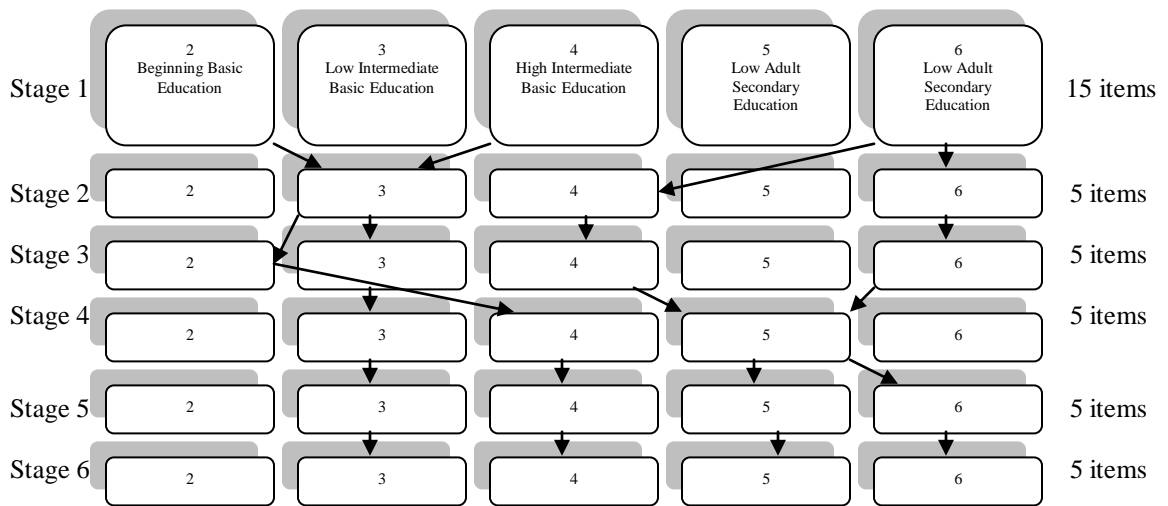 Stage 1
2
Beginning Basic
Education
3
Low Intermediate
Basic Education
4
High Intermediate
Basic Education
5
Low Adult
Secondary
Education
6
Low Adult
Secondary
Education
15 items
Stage 2
2
3
4
5
6
5 items
Stage 3
2
3
4
5
6
5 items
Stage 4
2
3
4
5
6
5 items
Stage 5
2
3
4
5
6
5 items
Stage 6
2
3
4
5
6
5 items